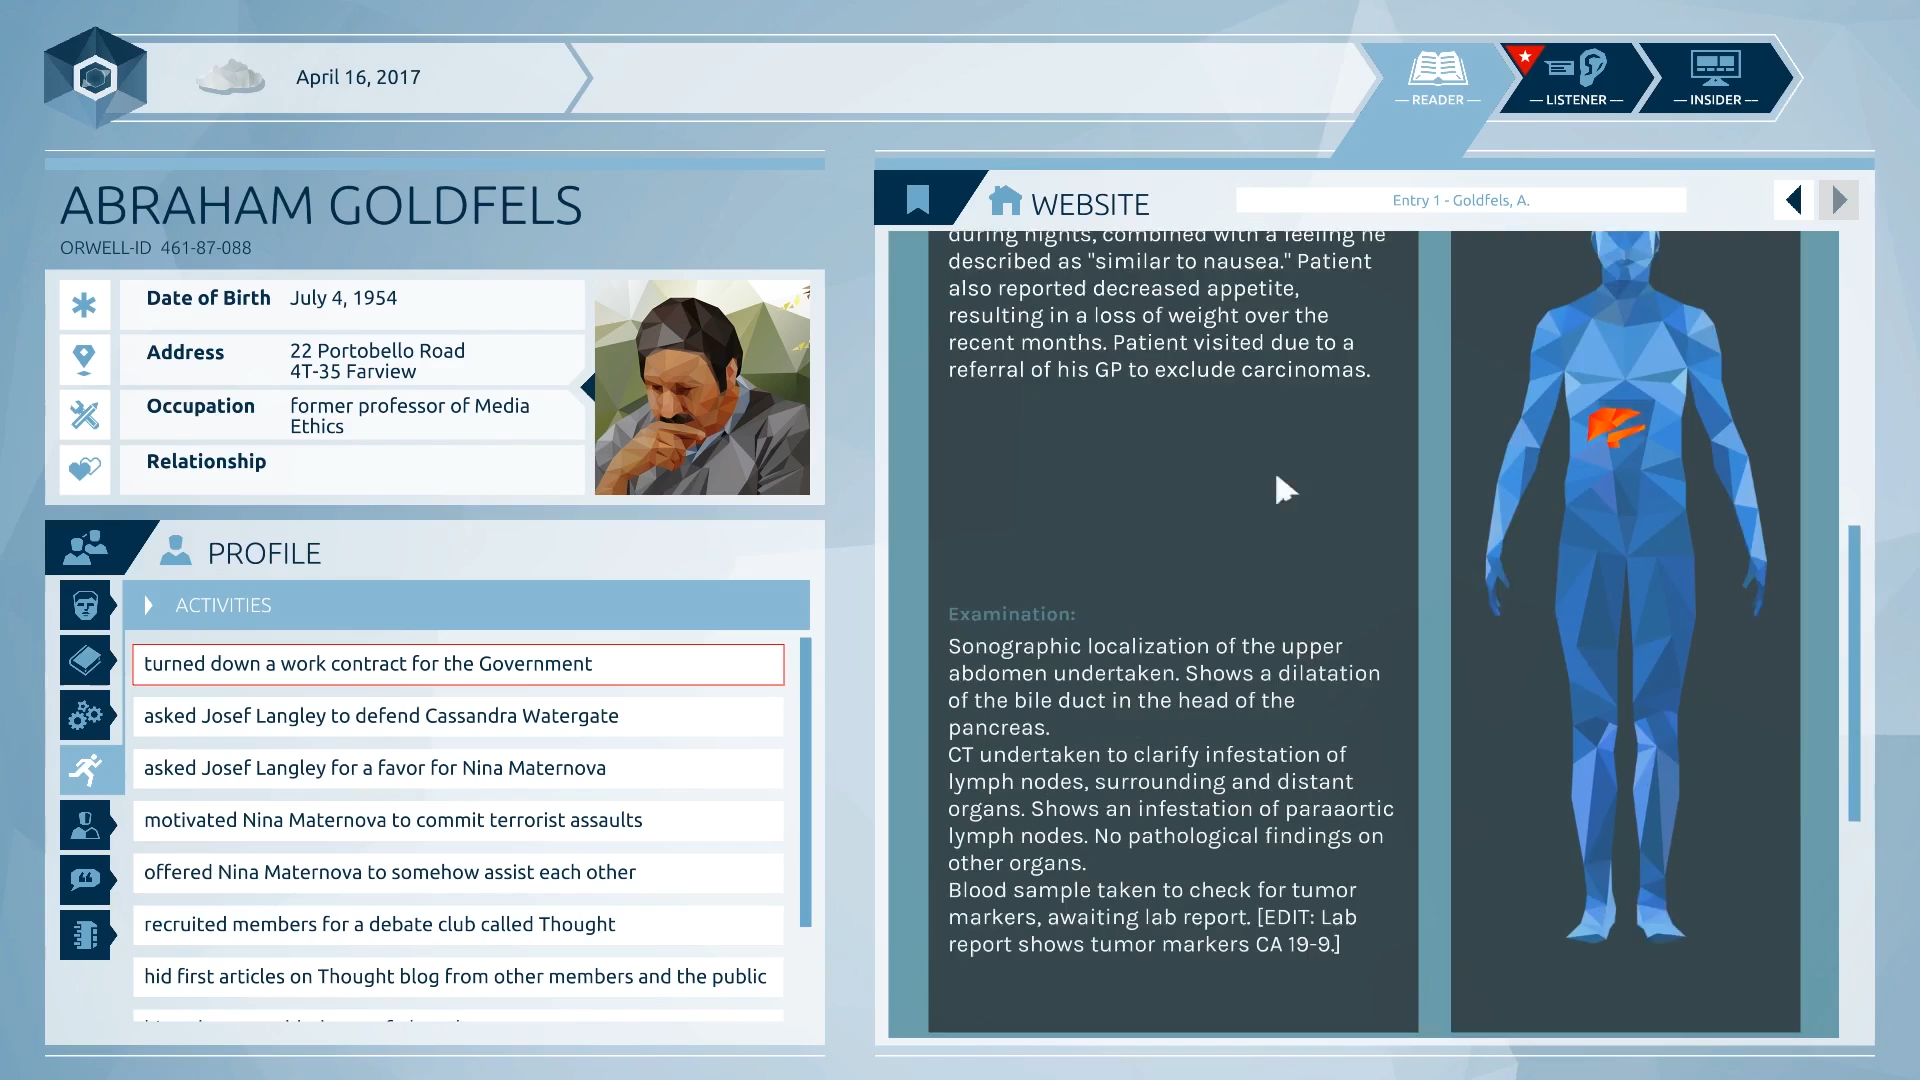 April 16, 2017
— READER —
— LISTENER —
— INSIDER —
ABRAHAM GOLDFELS
ORWELL-ID 461-87-088
Date of Birth July 4, 1954
Address 22 Portobello Road
4T-35 Farview
Occupation former professor of Media
Ethics
Relationship
PROFILE
ACTIVITIES
turned down a work contract for the Government
asked Josef Langley to defend Cassandra Watergate
asked Josef Langley for a favor for Nina Maternova
motivated Nina Maternova to commit terrorist assaults
offered Nina Maternova to somehow assist each other
recruited members for a debate club called Thought
hid first articles on Thought blog from other members and the public
WEBSITE
Entry 1 - Goldfels, A.
during nights, combined with a feeling he
described as "similar to nausea." Patient
also reported decreased appetite,
resulting in a loss of weight over the
recent months. Patient visited due to a
referral of his GP to exclude carcinomas.
Examination:
Sonographic localization of the upper
abdomen undertaken. Shows a dilatation
of the bile duct in the head of the
pancreas.
CT undertaken to clarify infestation of
lymph nodes, surrounding and distant
organs. Shows an infestation of paraaortic
lymph nodes. No pathological findings on
other organs.
Blood sample taken to check for tumor
markers, awaiting lab report. [EDIT: Lab
report shows tumor markers CA 19-9.]